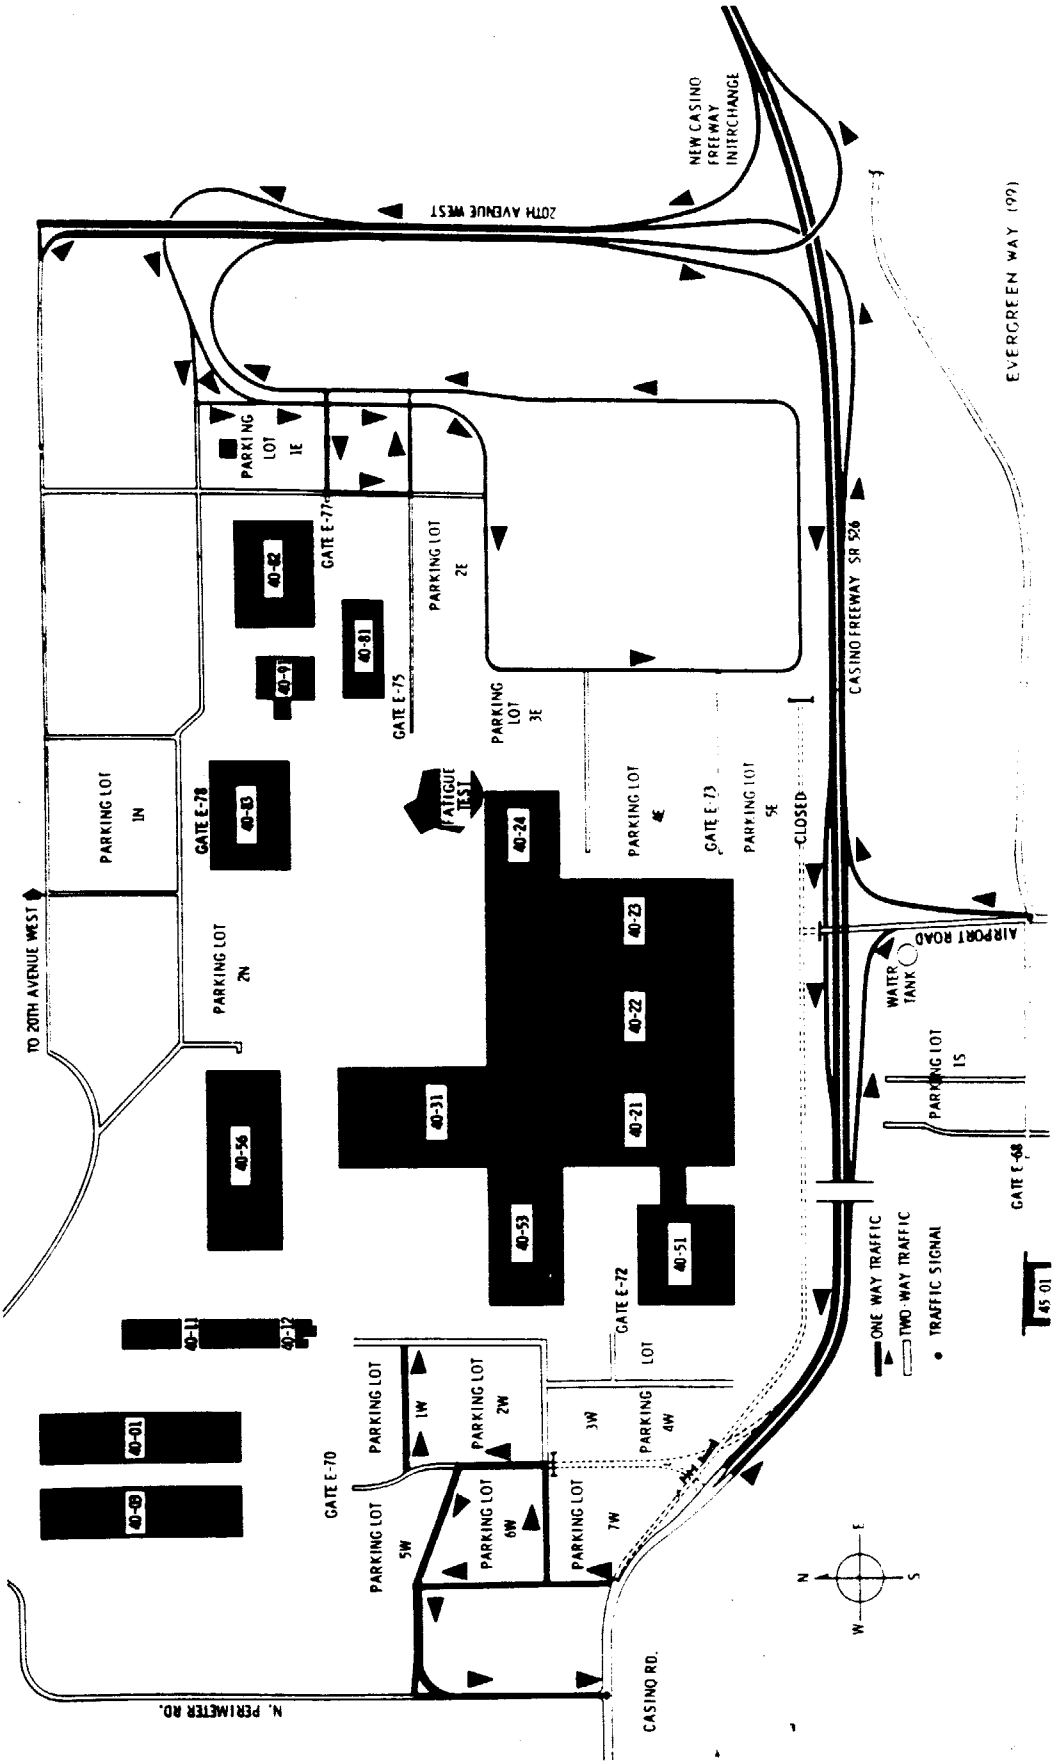 TO 20TH AVENUE WEST
20TH AVENUE WEST
NEW CASINO
FREEWAY
INTERCHANGE
EVERGREEN WAY (99)
PARKING
LOT
1E
GATE E-77
40-82
40-91
40-81
PARKING LOT
2E
GATE E-75
PARKING
LOT
3E
PARKING LOT
1N
GATE E-78
40-83
FATIGUE
TEST
40-24
PARKING LOT
4E
GATE E-73
PARKING LOT
5E
CLOSED
CASINO FREEWAY SR 526
PARKING LOT
2N
40-23
40-22
40-21
40-31
40-56
40-53
40-51
AIRPORT ROAD
WATER
TANK
PARKING LOT
1S
GATE E-68
GATE E-72
40-11
40-12
40-01
40-09
GATE E-70
PARKING LOT
1W
PARKING LOT
2W
3W
LOT
PARKING
4W
PARKING LOT
5W
PARKING LOT
6W
PARKING LOT
7W
ONE WAY TRAFFIC
TWO-WAY TRAFFIC
TRAFFIC SIGNAL
45 01
N
E
S
W
CASINO RD.
N. PERIMETER RD.